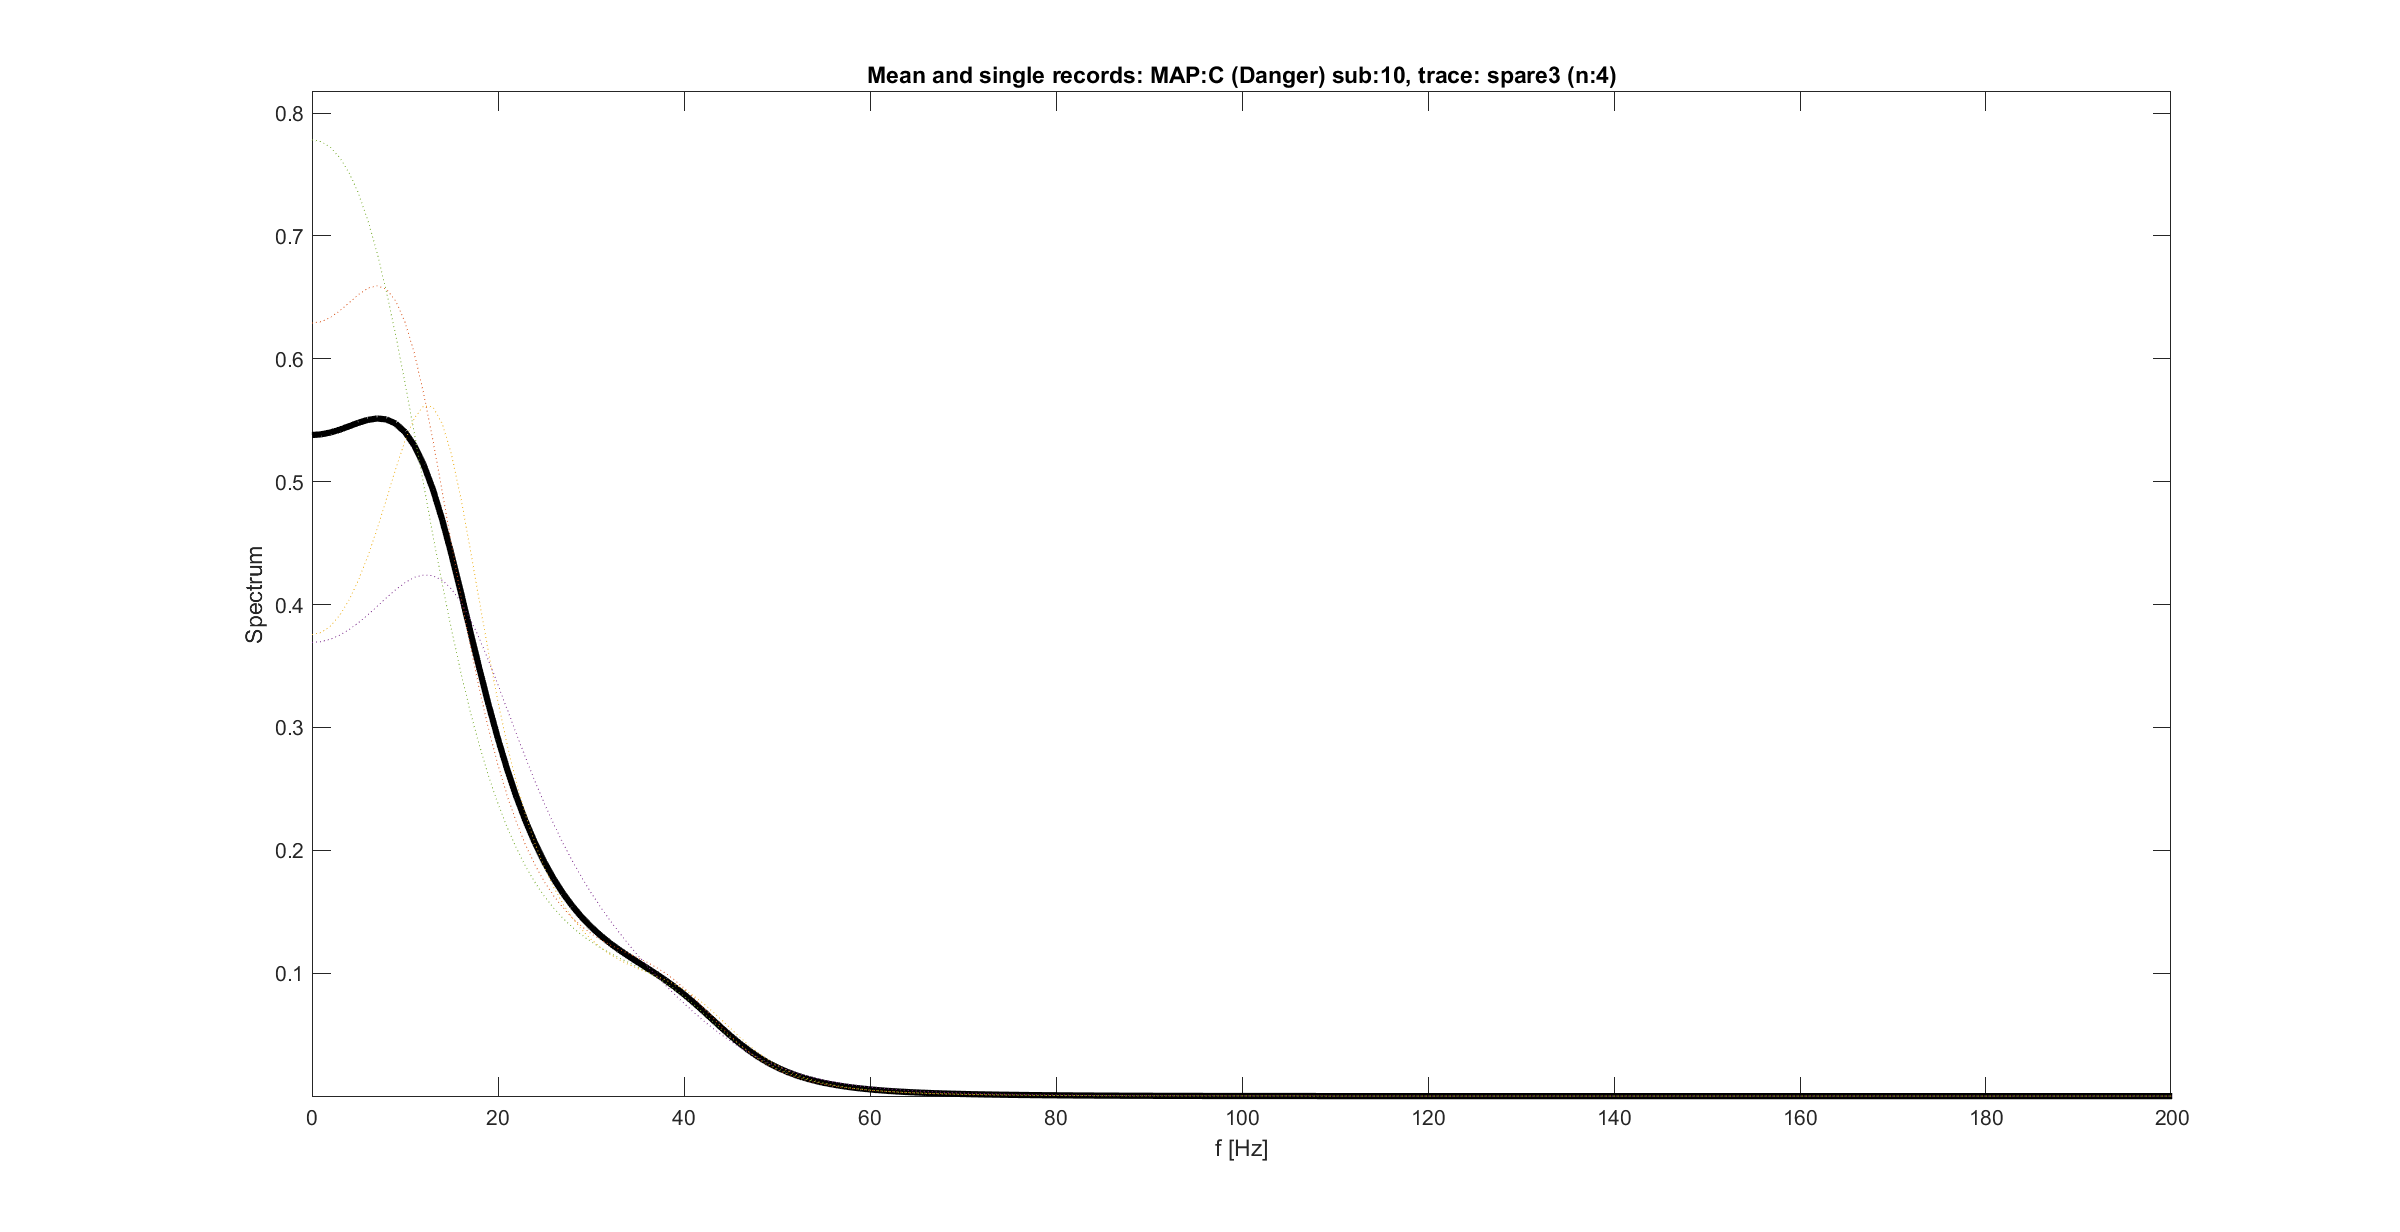 Mean and single records: MAP:C (Danger) sub:10, trace: spare3 (n:4)
0.8
0.7
0.6
0.5
0.4
0.3
0.2
0.1
Spectrum
0 20 40 60 80 100 120 140 160 180 200
f [Hz]